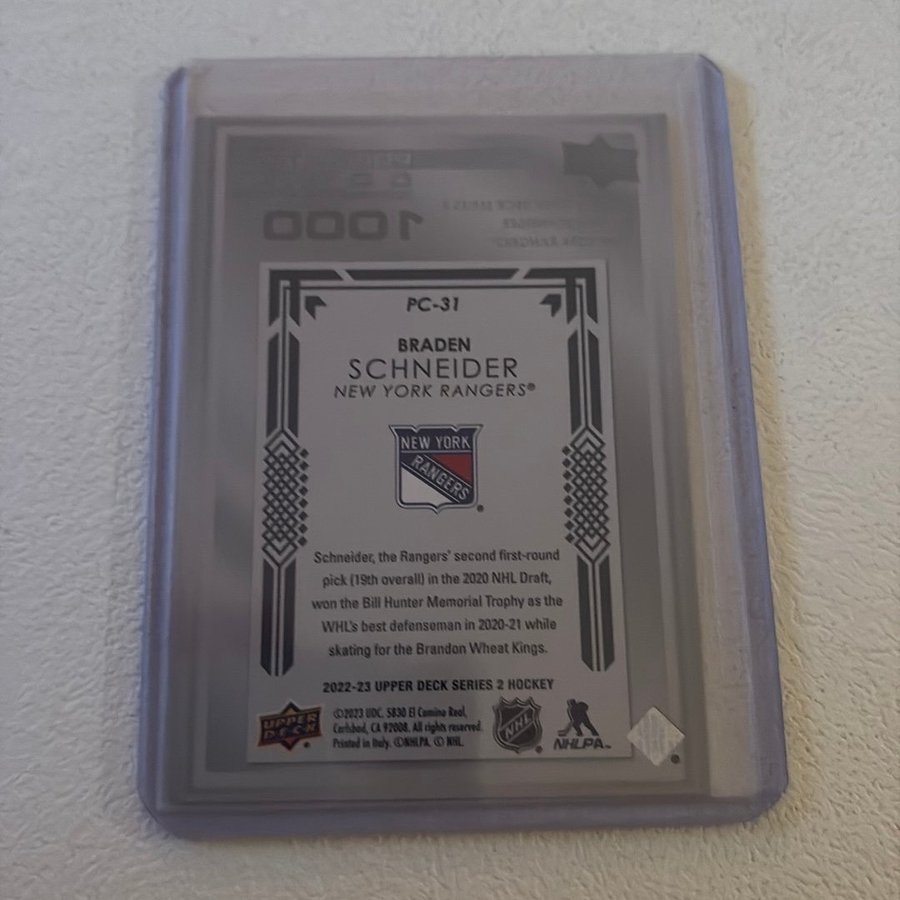 1000
PC-31
BRADEN
SCHNEIDER
NEW YORK RANGERS®
NEW YORK
RANGERS
Schneider, the Rangers' second first-round
pick (19th overall) in the 2020 NHL Draft,
won the Bill Hunter Memorial Trophy as the
WHL's best defenseman in 2020-21 while
skating for the Brandon Wheat Kings.
2022-23 UPPER DECK SERIES 2 HOCKEY
UPPER
DECK
©2023 UDC. 5830 El Camino Real,
Carlsbad, CA 92008. All rights reserved.
Printed in Italy. ©NHLPA. © NHL.
NHL
NHLPA™